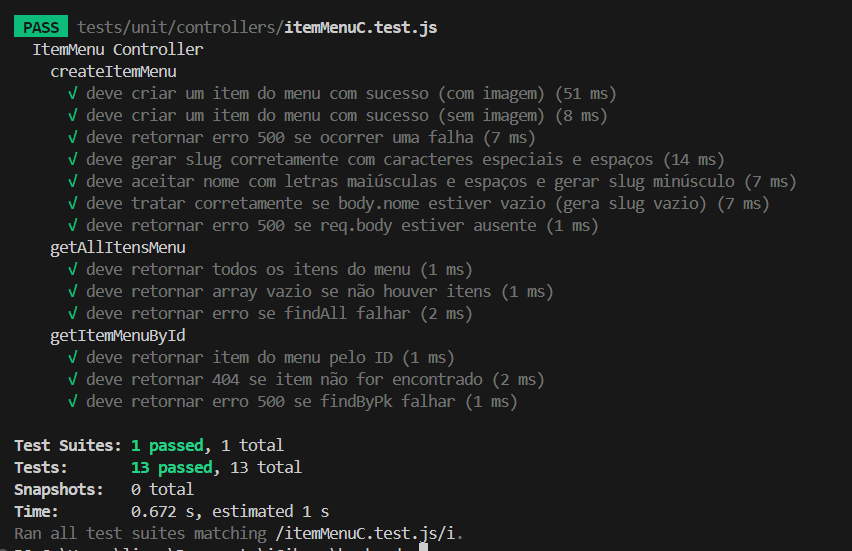 PASS tests/unit/controllers/itemMenuC.test.js
ItemMenu Controller
createItemMenu
√ deve criar um item do menu com sucesso (com imagem) (51 ms)
√ deve criar um item do menu com sucesso (sem imagem) (8 ms)
√ deve retornar erro 500 se ocorrer uma falha (7 ms)
√ deve gerar slug corretamente com caracteres especiais e espaços (14 ms)
√ deve aceitar nome com letras maiúsculas e espaços e gerar slug minúsculo (7 ms)
√ deve tratar corretamente se body.nome estiver vazio (gera slug vazio) (7 ms)
√ deve retornar erro 500 se req.body estiver ausente (1 ms)
getAllItensMenu
√ deve retornar todos os itens do menu (1 ms)
√ deve retornar array vazio se não houver itens (1 ms)
√ deve retornar erro se findAll falhar (2 ms)
getItemMenuById
√ deve retornar item do menu pelo ID (1 ms)
√ deve retornar 404 se item não for encontrado (2 ms)
√ deve retornar erro 500 se findByPk falhar (1 ms)
Test Suites: 1 passed, 1 total
Tests: 13 passed, 13 total
Snapshots: 0 total
Time: 0.672 s, estimated 1 s
Ran all test suites matching /itemMenuC.test.js/i.